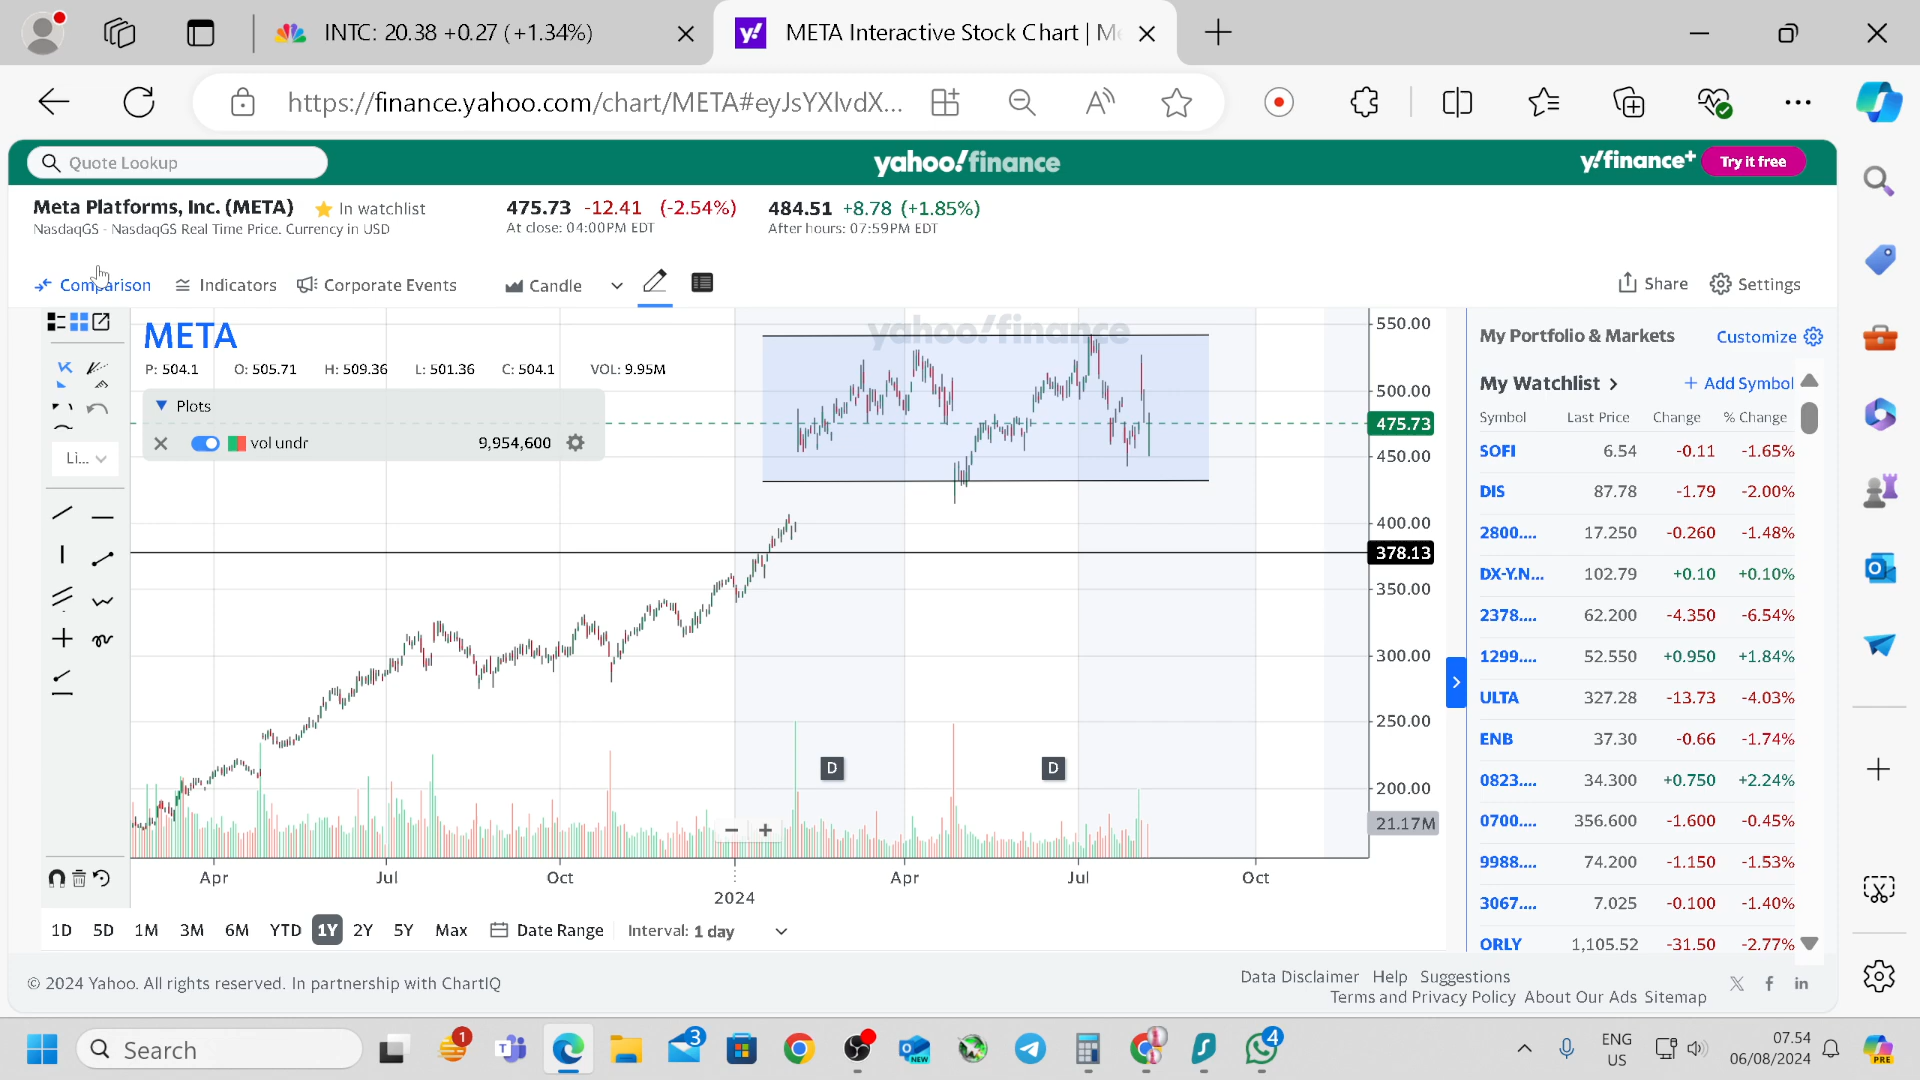 INTC: 20.38 +0.27 (+1.34%)
META Interactive Stock Chart | Me
https://finance.yahoo.com/chart/META#eyJsYXlvdX...
Quote Lookup
yahoo!finance
y!finance+
Try it free
Meta Platforms, Inc. (META)
In watchlist
475.73 -12.41 (-2.54%)
484.51 +8.78 (+1.85%)
NasdaqGS - NasdaqGS Real Time Price. Currency in USD
At close: 04:00PM EDT
After hours: 07:59PM EDT
Comparison
Indicators
Corporate Events
Candle
Share
Settings
META
yahoo!finance
P: 504.1 O: 505.71 H: 509.36 L: 501.36 C: 504.1 VOL: 9.95M
Plots
vol undr 9,954,600
Li...
550.00
500.00
475.73
450.00
400.00
378.13
350.00
300.00
250.00
200.00
21.17M
D
D
Apr
Jul
Oct
2024
Apr
Jul
Oct
1D 5D 1M 3M 6M YTD 1Y 2Y 5Y Max
Date Range
Interval: 1 day
My Portfolio & Markets
Customize
My Watchlist
+ Add Symbol
Symbol Last Price Change % Change
SOFI 6.54 -0.11 -1.65%
DIS 87.78 -1.79 -2.00%
2800.... 17.250 -0.260 -1.48%
DX-Y.N... 102.79 +0.10 +0.10%
2378.... 62.200 -4.350 -6.54%
1299.... 52.550 +0.950 +1.84%
ULTA 327.28 -13.73 -4.03%
ENB 37.30 -0.66 -1.74%
0823.... 34.300 +0.750 +2.24%
0700.... 356.600 -1.600 -0.45%
9988.... 74.200 -1.150 -1.53%
3067.... 7.025 -0.100 -1.40%
ORLY 1,105.52 -31.50 -2.77%
© 2024 Yahoo. All rights reserved. In partnership with ChartIQ
Data Disclaimer Help Suggestions
Terms and Privacy Policy About Our Ads Sitemap
Search
1
3
NEW
4
ENG
US
07.54
06/08/2024
PRE